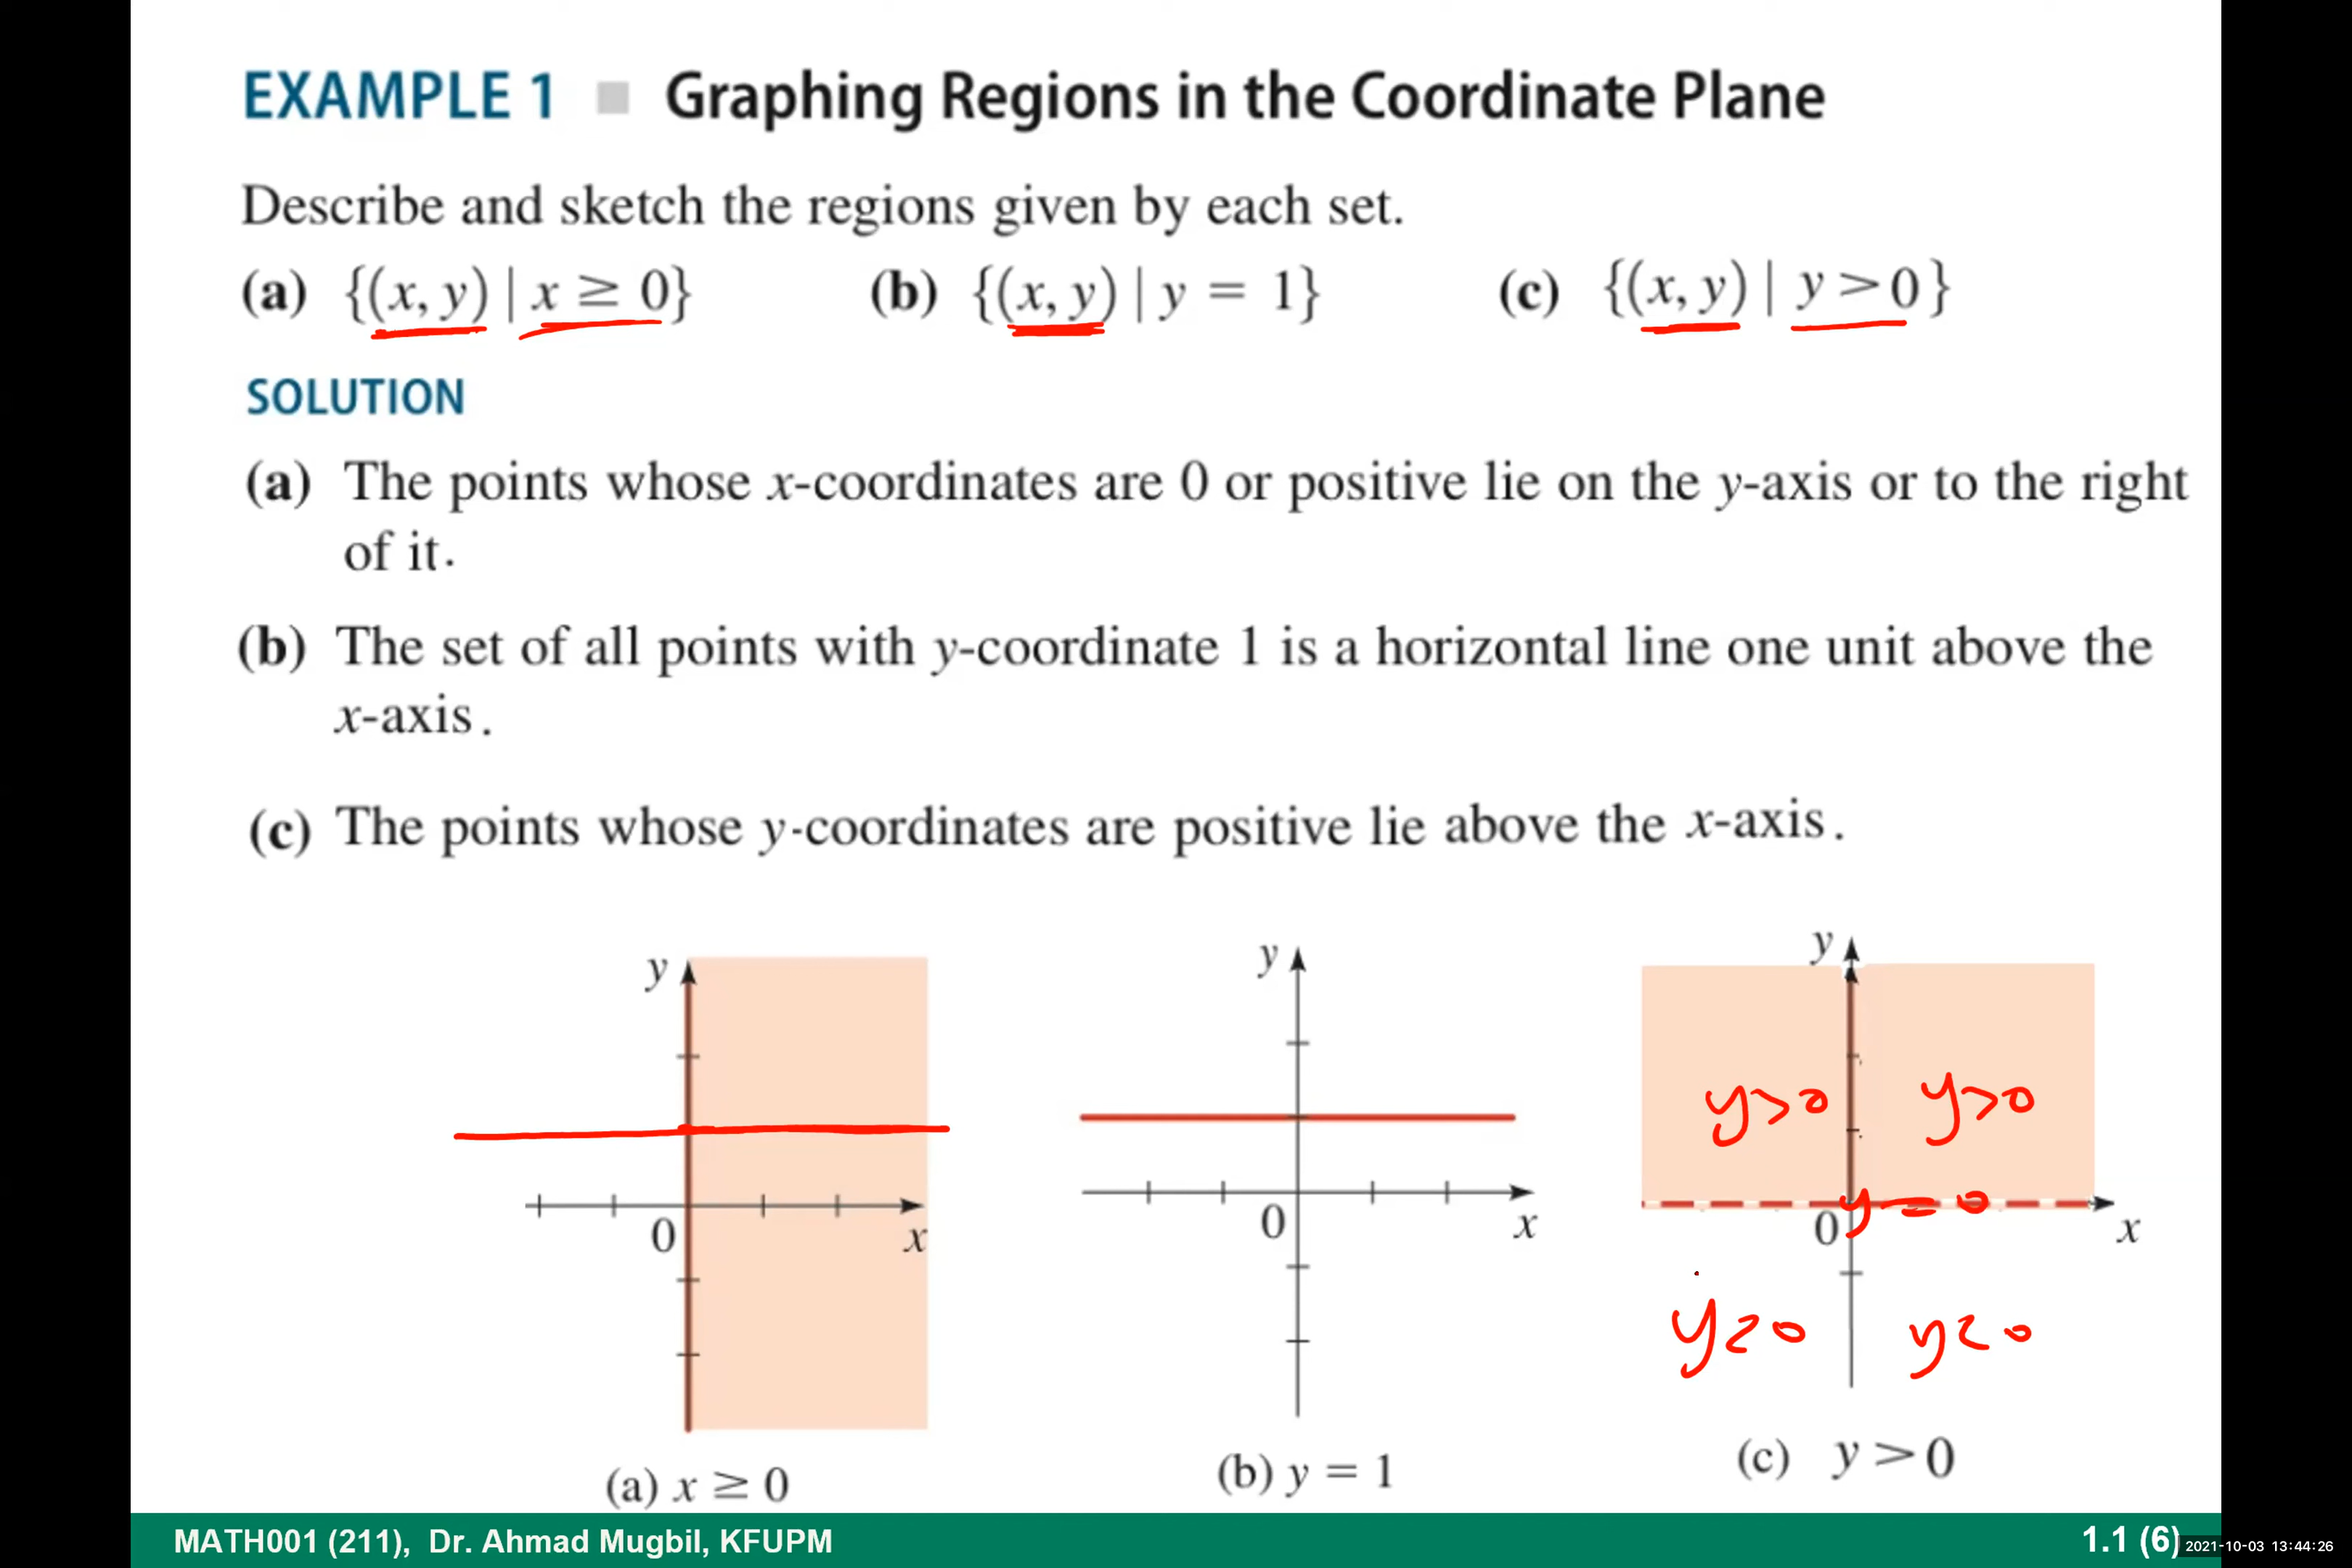 EXAMPLE 1 ■ Graphing Regions in the Coordinate Plane
Describe and sketch the regions given by each set.
(a) {(x, y) | x ≥ 0} (b) {(x, y) | y = 1} (c) {(x, y) | y > 0}
SOLUTION
(a) The points whose x-coordinates are 0 or positive lie on the y-axis or to the right
of it.
(b) The set of all points with y-coordinate 1 is a horizontal line one unit above the
x-axis.
(c) The points whose y-coordinates are positive lie above the x-axis.
y
0
x
(a) x ≥ 0
y
0
x
(b) y = 1
y
y>0 y>0
y=0
0
x
y<0 y<0
(c) y > 0
MATH001 (211), Dr. Ahmad Mugbil, KFUPM
1.1 (6)
2021-10-03 13:44:26